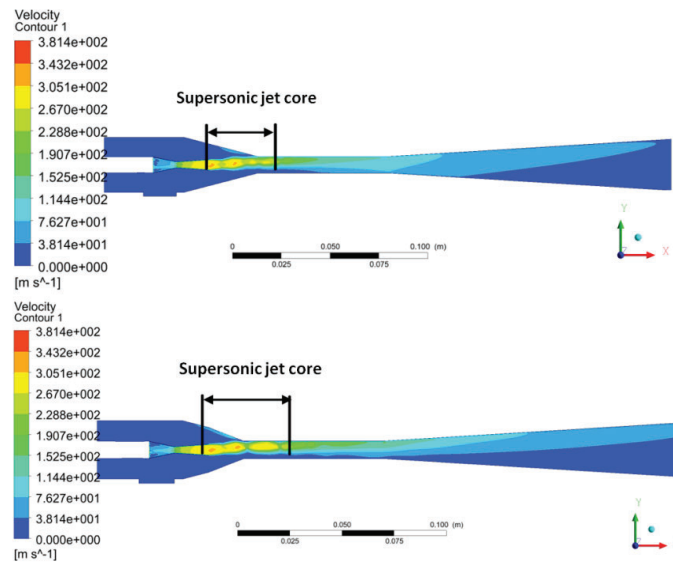 Velocity
Contour 1
3.814e+002
3.432e+002
3.051e+002
2.670e+002
2.288e+002
1.907e+002
1.525e+002
1.144e+002
7.627e+001
3.814e+001
0.000e+000
[m s^-1]
Supersonic jet core
0 0.050 0.100 (m)
0.025 0.075
Y
Z X
Velocity
Contour 1
3.814e+002
3.432e+002
3.051e+002
2.670e+002
2.288e+002
1.907e+002
1.525e+002
1.144e+002
7.627e+001
3.814e+001
0.000e+000
[m s^-1]
Supersonic jet core
0 0.050 0.100 (m)
0.025 0.075
Y
Z